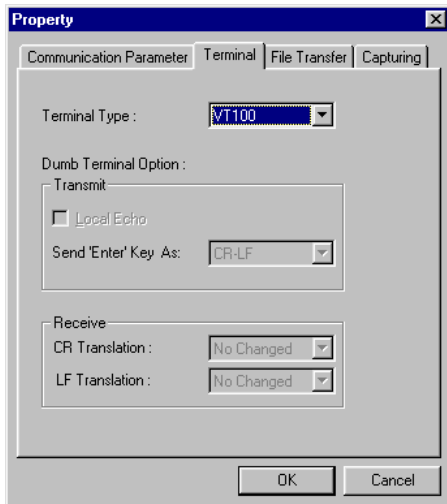 Property
Communication Parameter Terminal File Transfer Capturing
Terminal Type : VT100
Dumb Terminal Option :
Transmit
Local Echo
Send 'Enter' Key As: CR-LF
Receive
CR Translation : No Changed
LF Translation : No Changed
OK Cancel